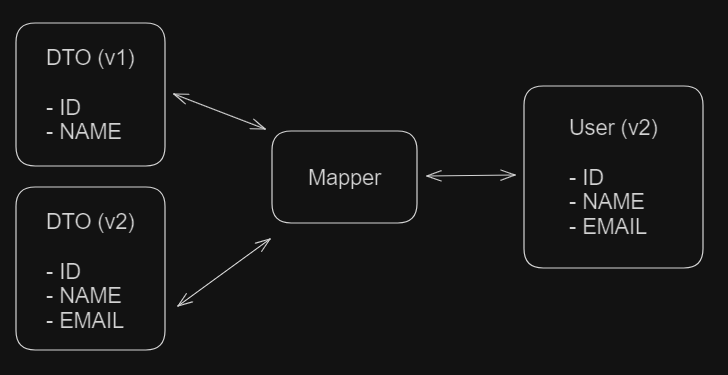 DTO (v1)
- ID
- NAME
DTO (v2)
- ID
- NAME
- EMAIL
Mapper
User (v2)
- ID
- NAME
- EMAIL